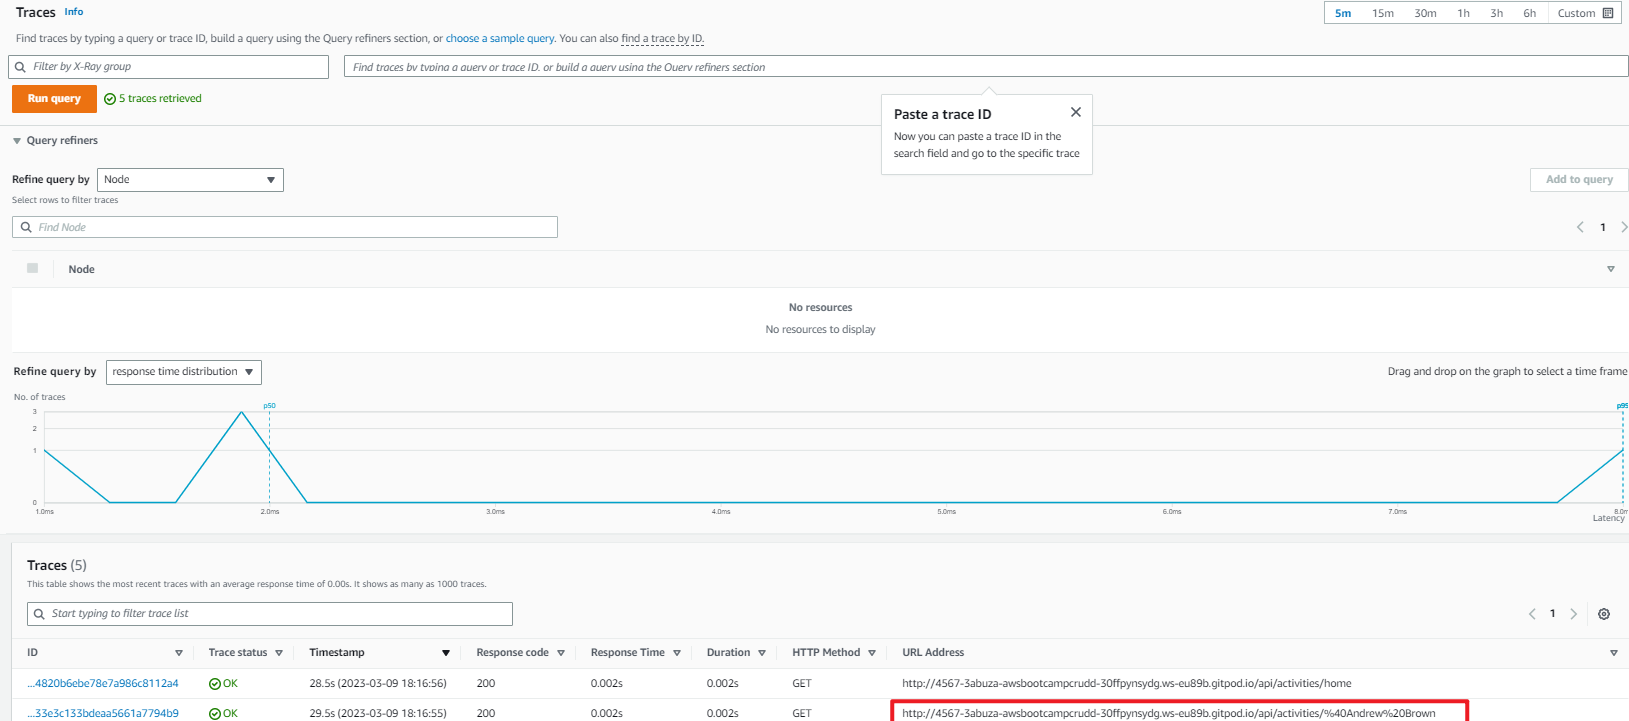 Traces Info
5m 15m 30m 1h 3h 6h Custom
Find traces by typing a query or trace ID, build a query using the Query refiners section, or choose a sample query. You can also find a trace by ID.
Filter by X-Ray group
Find traces by typing a query or trace ID, or build a query using the Query refiners section
Run query
5 traces retrieved
Paste a trace ID
Now you can paste a trace ID in the
search field and go to the specific trace
Query refiners
Refine query by Node
Add to query
Select rows to filter traces
Find Node
1
Node
No resources
No resources to display
Refine query by response time distribution
Drag and drop on the graph to select a time frame
No. of traces
p50
p99
3
2
1
0
1.0ms 2.0ms 3.0ms 4.0ms 5.0ms 6.0ms 7.0ms 8.0m
Latency
Traces (5)
This table shows the most recent traces with an average response time of 0.00s. It shows as many as 1000 traces.
Start typing to filter trace list
1
ID Trace status Timestamp Response code Response Time Duration HTTP Method URL Address
...4820b6ebe78e7a986c8112a4 OK 28.5s (2023-03-09 18:16:56) 200 0.002s 0.002s GET http://4567-3abuza-awsbootcampcrudd-30ffpynsydg.ws-eu89b.gitpod.io/api/activities/home
...33e3c133bdeaa5661a7794b9 OK 29.5s (2023-03-09 18:16:55) 200 0.002s 0.002s GET http://4567-3abuza-awsbootcampcrudd-30ffpynsydg.ws-eu89b.gitpod.io/api/activities/%40Andrew%20Brown